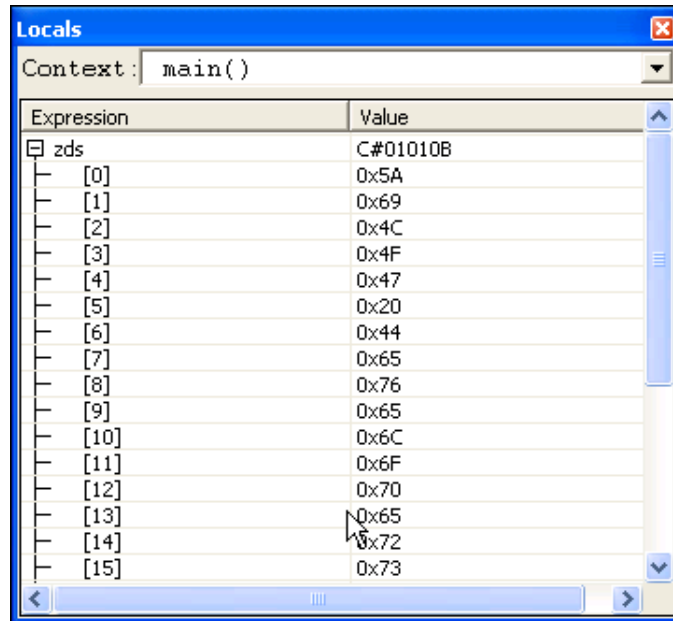 Locals
Context: main()
Expression Value
zds C#01010B
[0] 0x5A
[1] 0x69
[2] 0x4C
[3] 0x4F
[4] 0x47
[5] 0x20
[6] 0x44
[7] 0x65
[8] 0x76
[9] 0x65
[10] 0x6C
[11] 0x6F
[12] 0x70
[13] 0x65
[14] 0x72
[15] 0x73